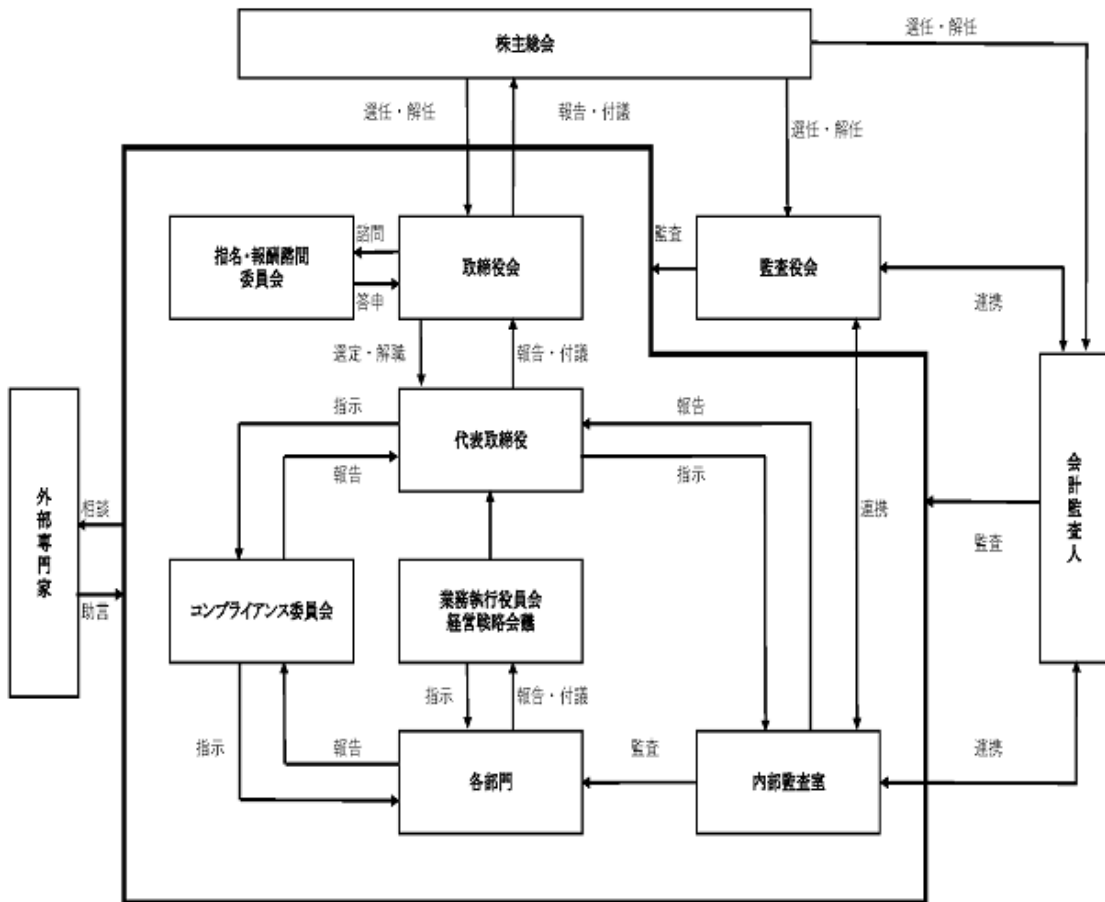 株主総会
選任・解任
選任・解任
報告・付議
選任・解任
指名・報酬諮問
委員会
諮問
答申
取締役会
監査
監査役会
連携
選定・解職
報告・付議
指示
報告
代表取締役
報告
指示
連携
外部専門家
相談
助言
会計監査人
監査
コンプライアンス委員会
業務執行役員会
経営戦略会議
指示
報告・付議
指示
報告
各部門
監査
内部監査室
連携